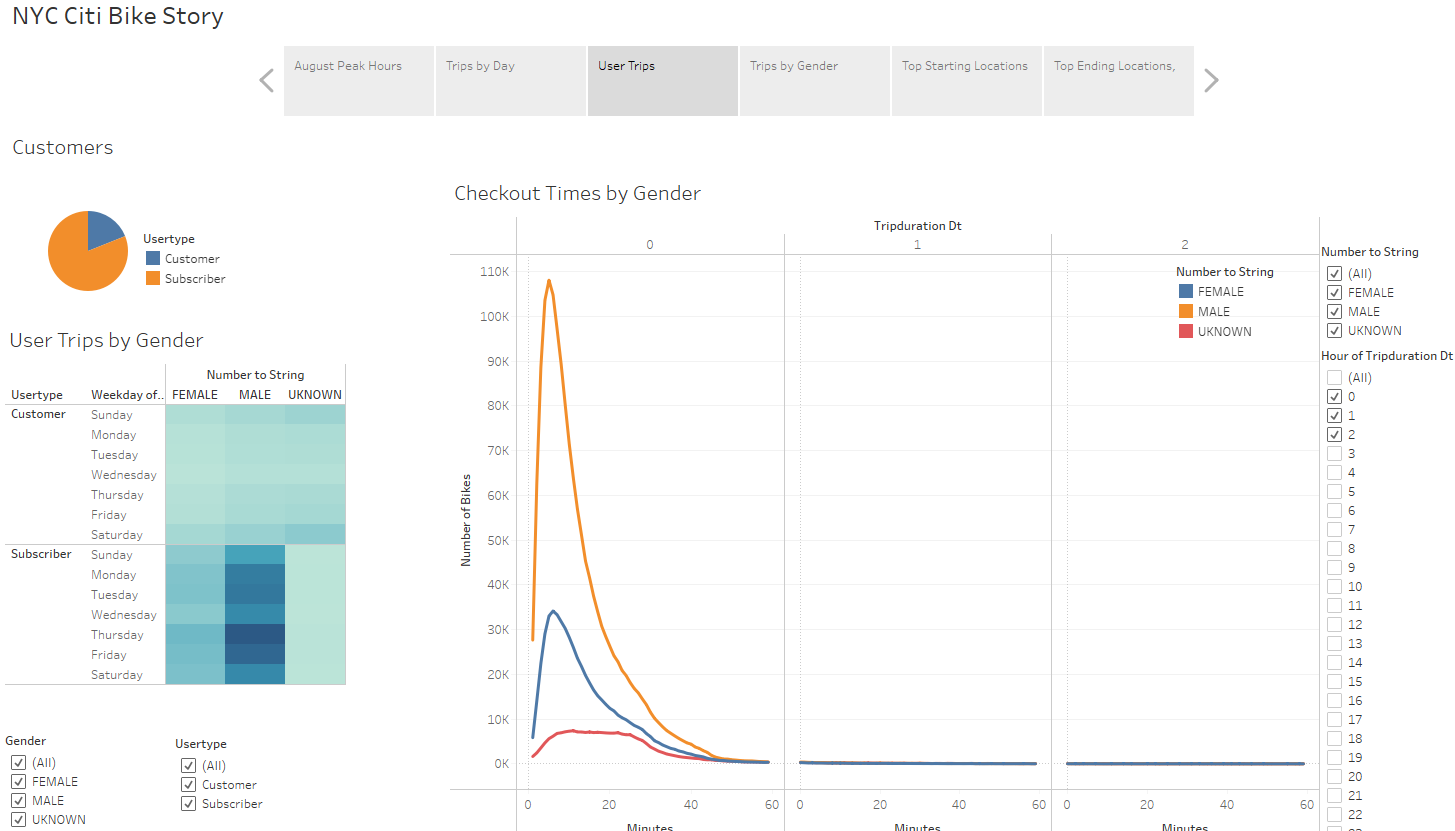 NYC Citi Bike Story
August Peak Hours
Trips by Day
User Trips
Trips by Gender
Top Starting Locations
Top Ending Locations,
Customers
Usertype
Customer
Subscriber
User Trips by Gender
Number to String
Usertype Weekday of.. FEMALE MALE UKNOWN
Customer Sunday
Monday
Tuesday
Wednesday
Thursday
Friday
Saturday
Subscriber Sunday
Monday
Tuesday
Wednesday
Thursday
Friday
Saturday
Gender
(All)
FEMALE
MALE
UKNOWN
Usertype
(All)
Customer
Subscriber
Checkout Times by Gender
Tripduration Dt
0 1 2
Number of Bikes
110K
100K
90K
80K
70K
60K
50K
40K
30K
20K
10K
0K
0 20 40 60 0 20 40 60 0 20 40 60
Minutes Minutes Minutes
Number to String
FEMALE
MALE
UKNOWN
Number to String
(All)
FEMALE
MALE
UKNOWN
Hour of Tripduration Dt
(All)
0
1
2
3
4
5
6
7
8
9
10
11
12
13
14
15
16
17
18
19
20
21
22